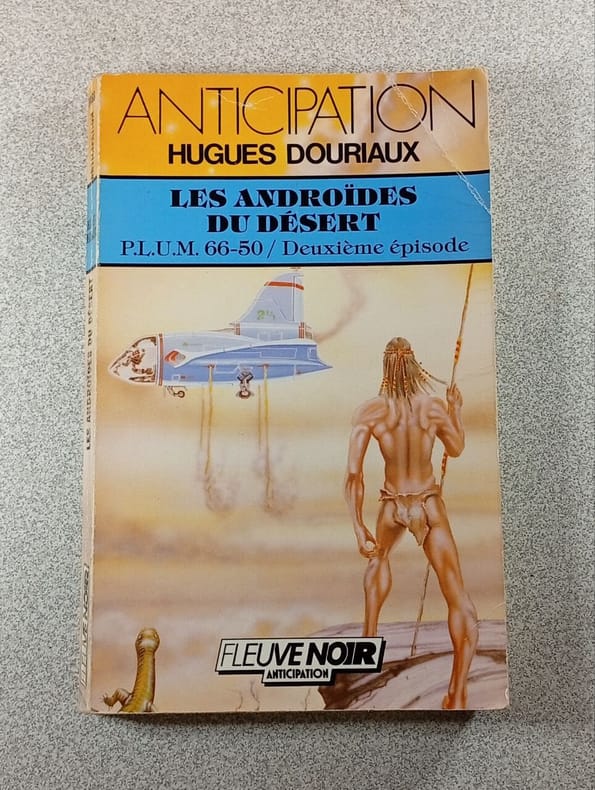 ANTICIPATION
HUGUES DOURIAUX
LES ANDROÏDES
DU DÉSERT
P.L.U.M. 66-50 / Deuxième épisode
LES ANDROÏDES DU DÉSERT
FLEUVE NOIR
ANTICIPATION